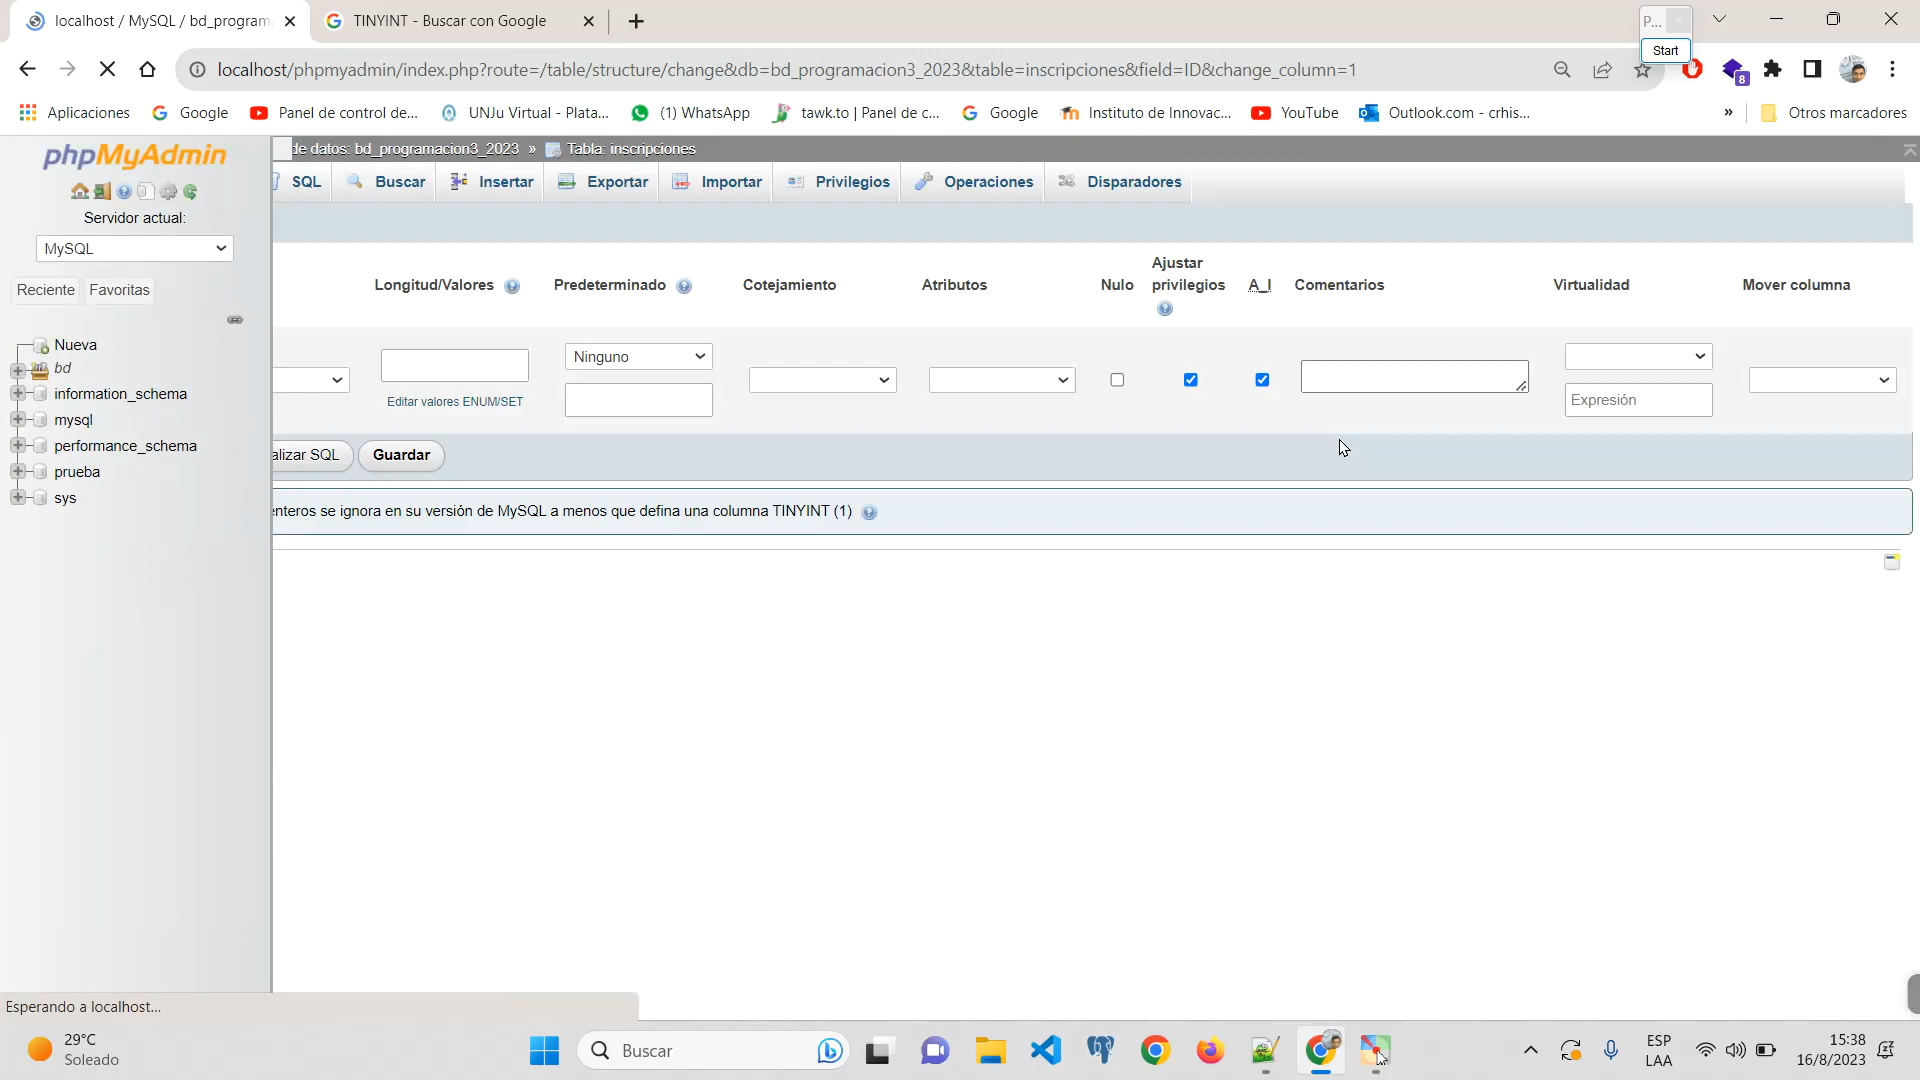 localhost / MySQL / bd_program
TINYINT - Buscar con Google
P...
Start
localhost/phpmyadmin/index.php?route=/table/structure/change&db=bd_programacion3_2023&table=inscripciones&field=ID&change_column=1
8
Aplicaciones
Google
Panel de control de...
UNJu Virtual - Plata...
(1) WhatsApp
tawk.to | Panel de c...
Google
Instituto de Innovac...
YouTube
Outlook.com - crhis...
»
Otros marcadores
phpMyAdmin
Servidor actual:
MySQL
Reciente
Favoritas
Nueva
bd
information_schema
mysql
performance_schema
prueba
sys
de datos: bd_programacion3_2023 » Tabla: inscripciones
SQL
Buscar
Insertar
Exportar
Importar
Privilegios
Operaciones
Disparadores
Longitud/Valores
Predeterminado
Cotejamiento
Atributos
Nulo
Ajustar
privilegios
A_I
Comentarios
Virtualidad
Mover columna
Editar valores ENUM/SET
Ninguno
Expresión
alizar SQL
Guardar
enteros se ignora en su versión de MySQL a menos que defina una columna TINYINT (1)
Esperando a localhost...
29°C
Soleado
Buscar
ESP
LAA
15:38
16/8/2023